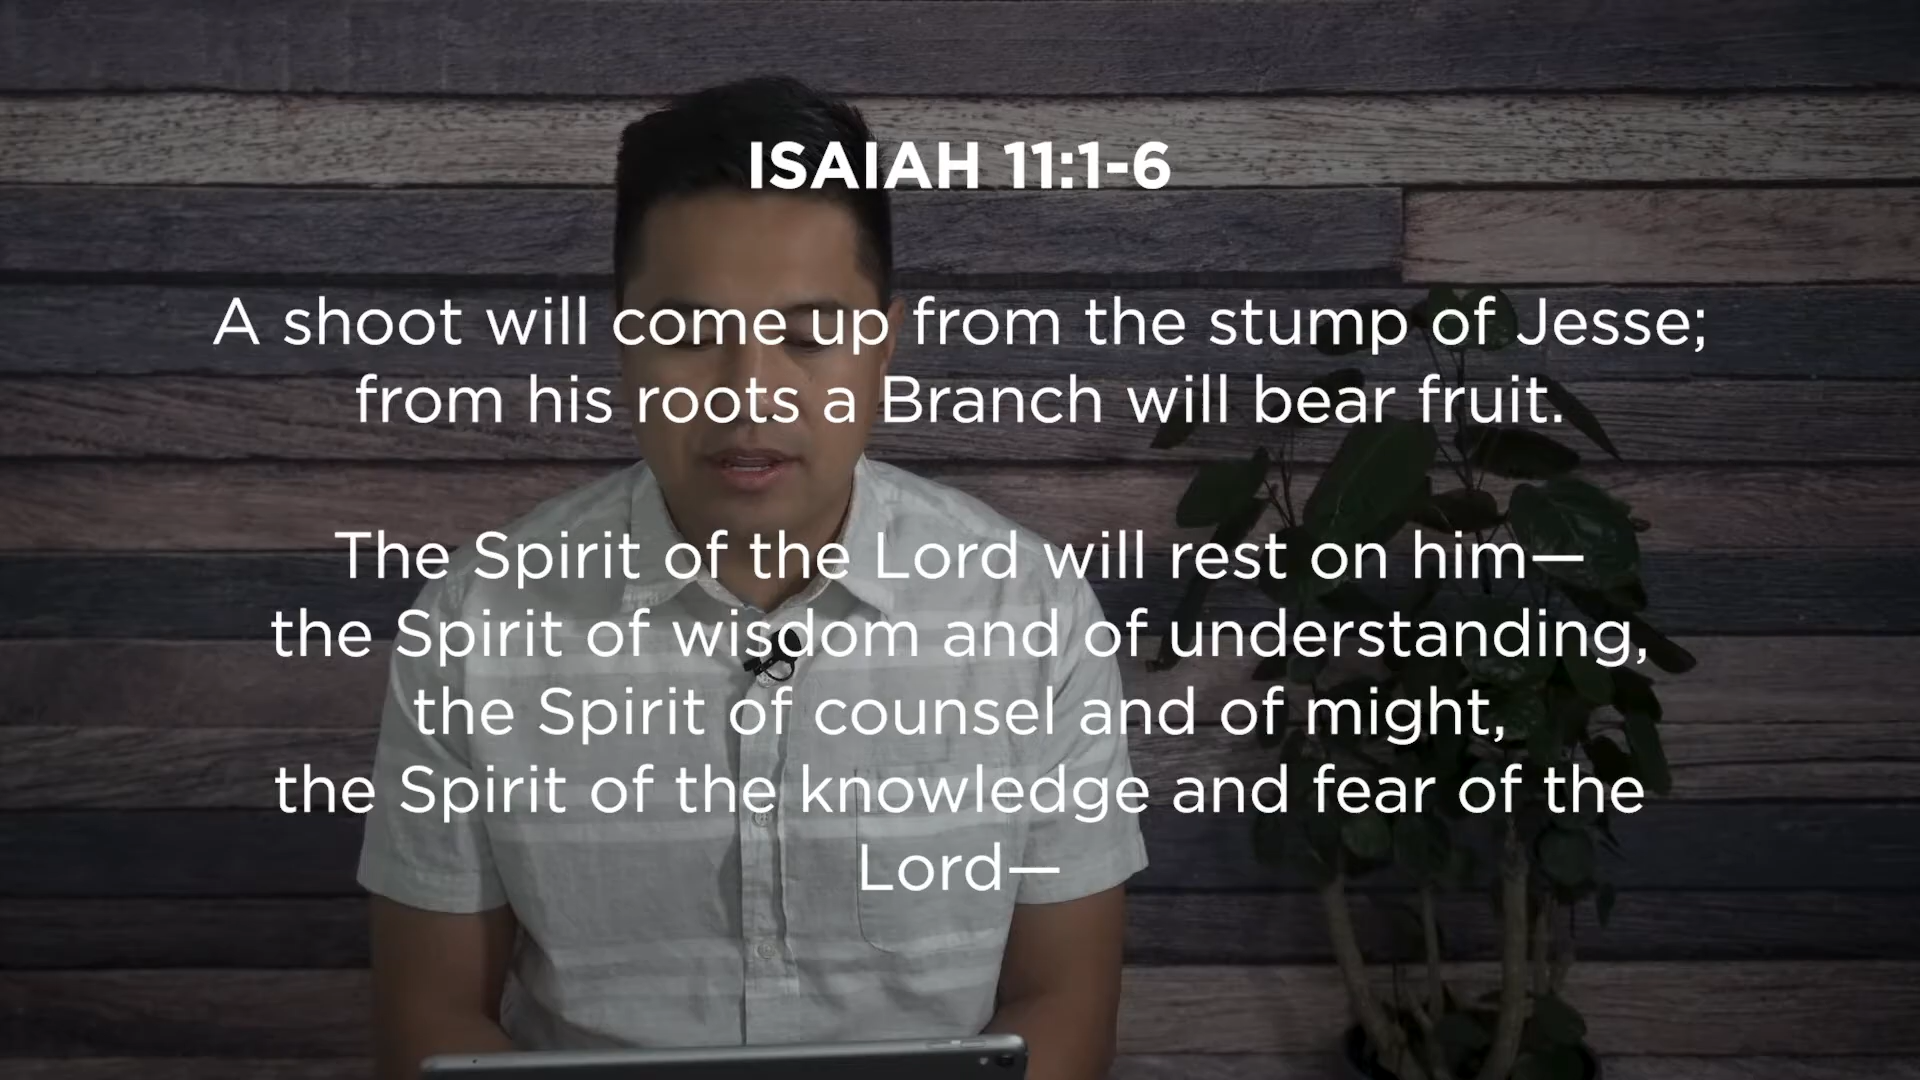 ISAIAH 11:1-6
A shoot will come up from the stump of Jesse;
from his roots a Branch will bear fruit.
The Spirit of the Lord will rest on him—
the Spirit of wisdom and of understanding,
the Spirit of counsel and of might,
the Spirit of the knowledge and fear of the
Lord—